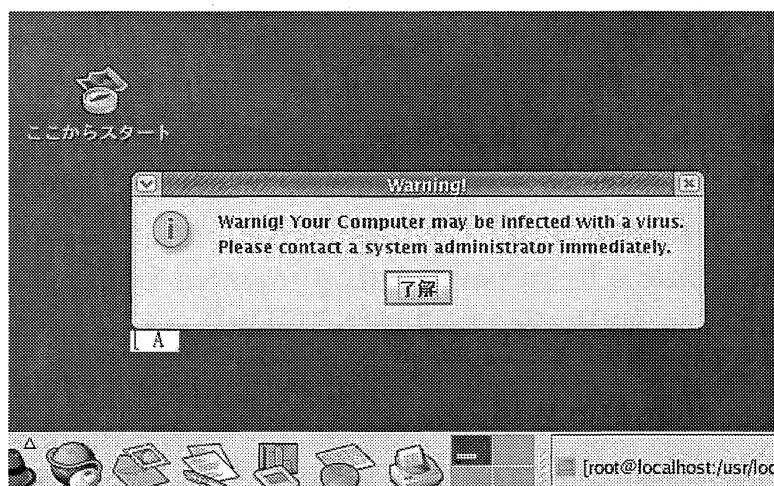 ここからスタート
Warning!
Warnig! Your Computer may be infected with a virus.
Please contact a system administrator immediately.
了解
[ A
[root@localhost:/usr/loc